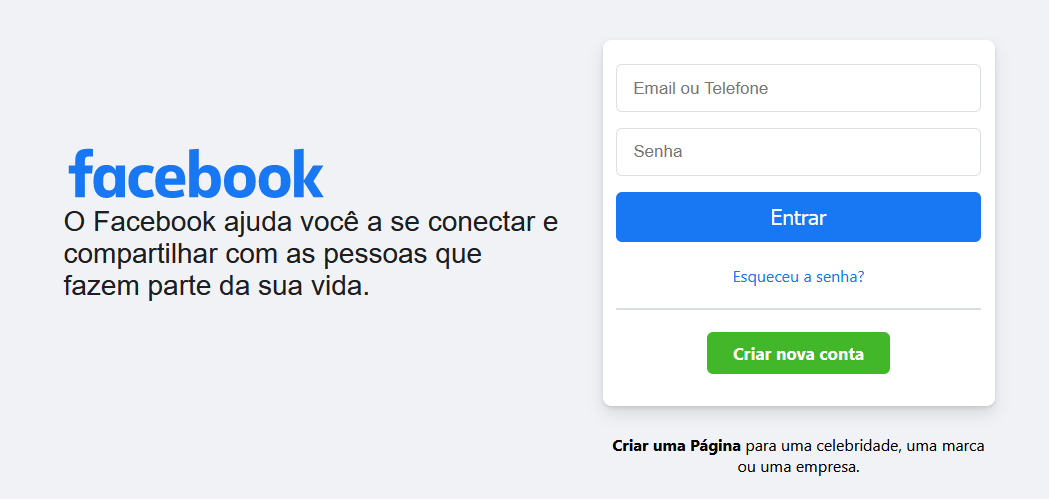 facebook
O Facebook ajuda você a se conectar e
compartilhar com as pessoas que
fazem parte da sua vida.
Email ou Telefone
Senha
Entrar
Esqueceu a senha?
Criar nova conta
Criar uma Página para uma celebridade, uma marca
ou uma empresa.